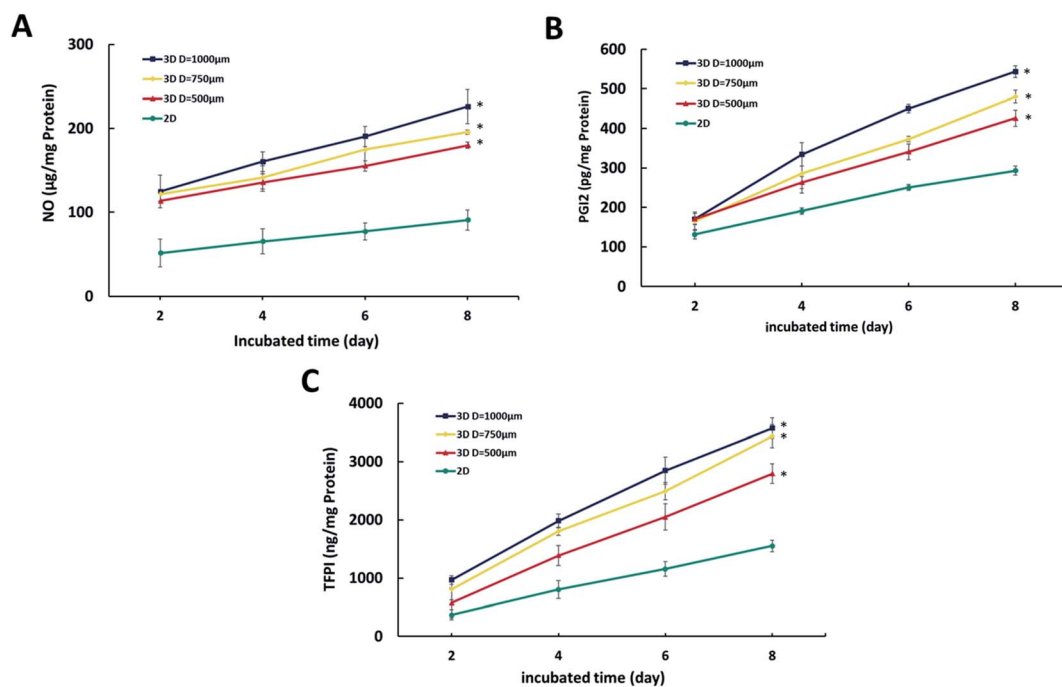 A
3D D=1000μm
3D D=750μm
3D D=500μm
2D
300
200
100
0
NO (μg/mg Protein)
*
*
*
2
4
6
8
Incubated time (day)
B
3D D=1000μm
3D D=750μm
3D D=500μm
2D
600
500
400
300
200
100
0
PGI2 (pg/mg Protein)
*
*
*
2
4
6
8
incubated time (day)
C
3D D=1000μm
3D D=750μm
3D D=500μm
2D
4000
3000
2000
1000
0
TFPI (ng/mg Protein)
*
*
*
2
4
6
8
incubated time (day)